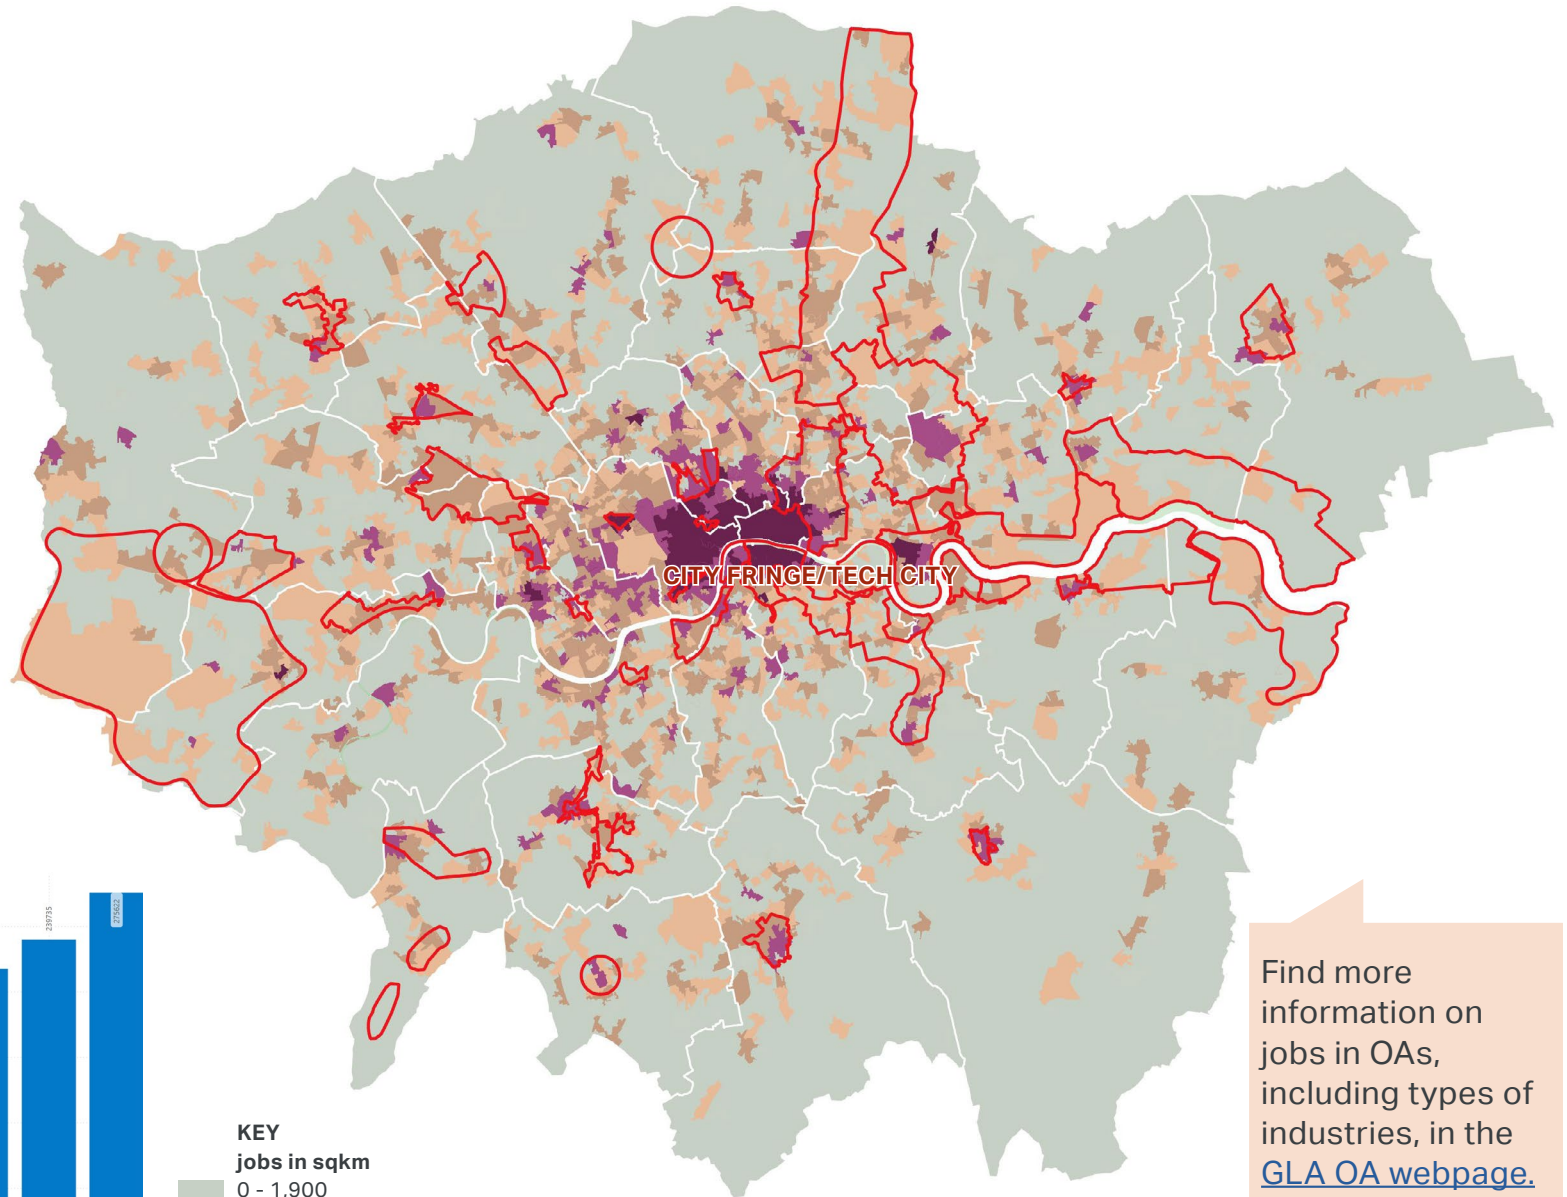 CITY FRINGE/TECH CITY
239735
275622
KEY
jobs in sqkm
0 - 1,900
Find more
information on
jobs in OAs,
including types of
industries, in the
GLA OA webpage.